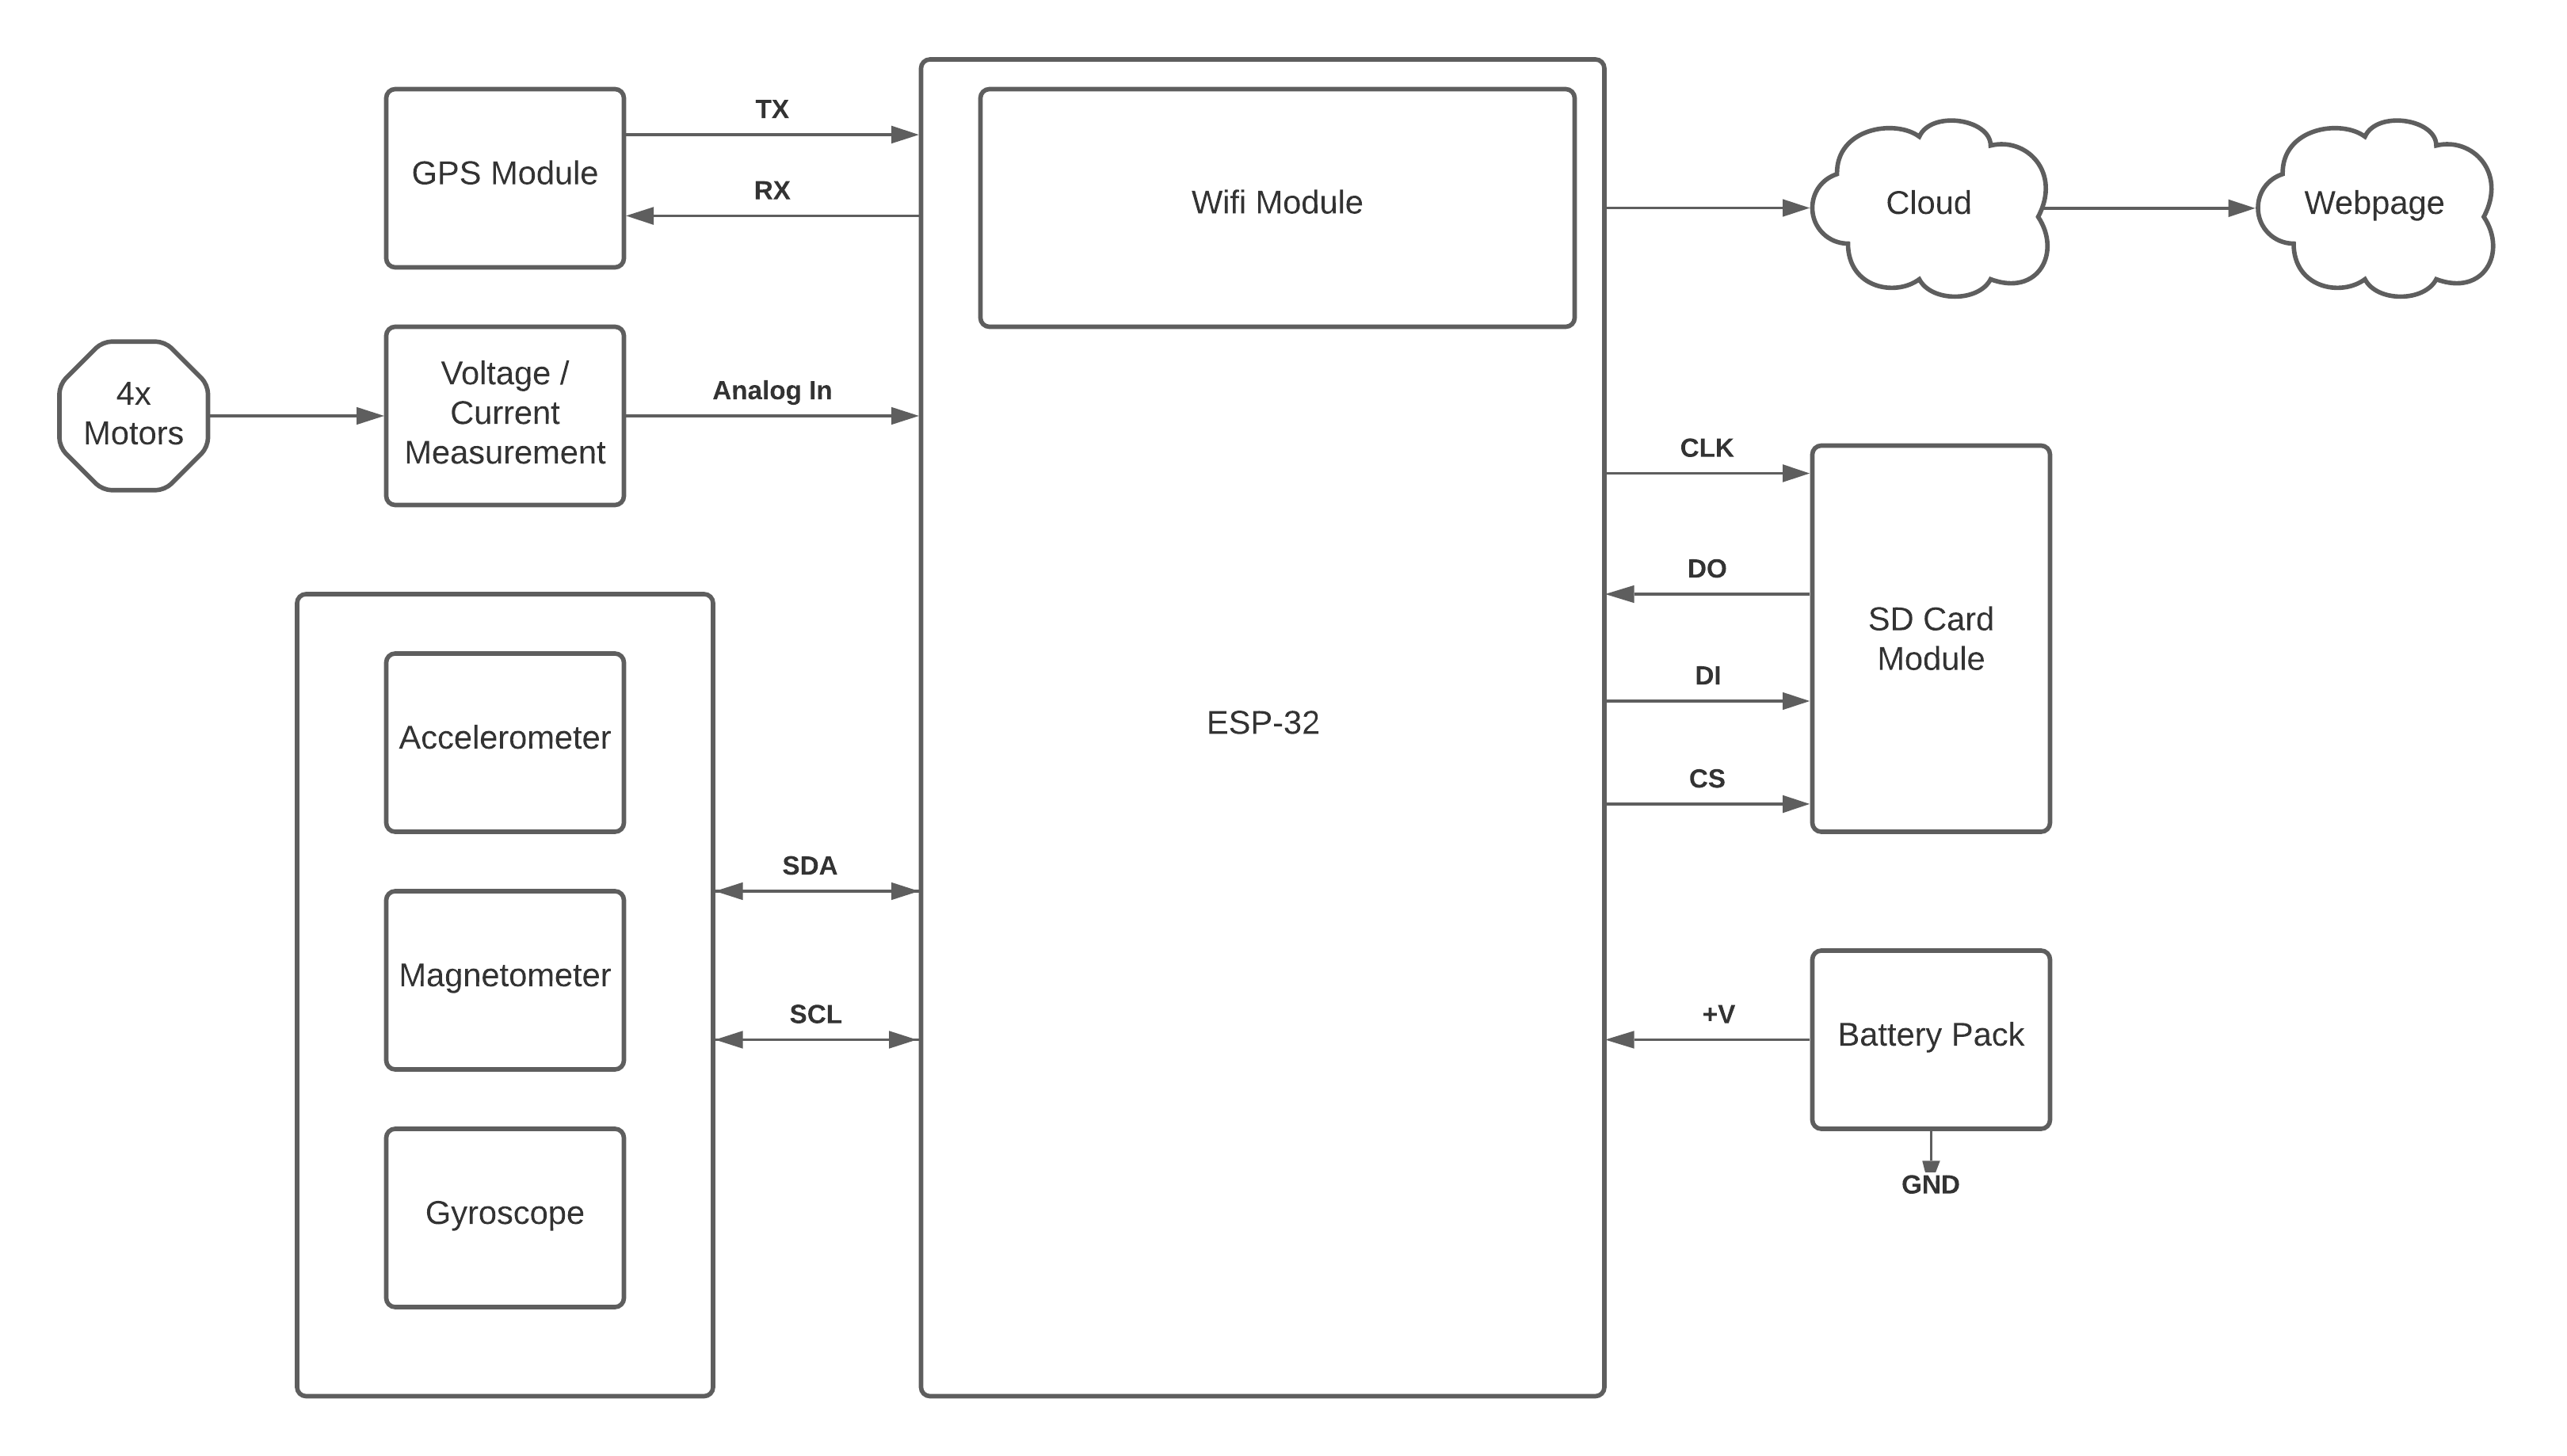 GPS Module
TX
RX
Wifi Module
Cloud
Webpage
4x
Motors
Voltage /
Current
Measurement
Analog In
ESP-32
CLK
DO
DI
CS
SD Card
Module
Accelerometer
Magnetometer
Gyroscope
SDA
SCL
+V
Battery Pack
GND